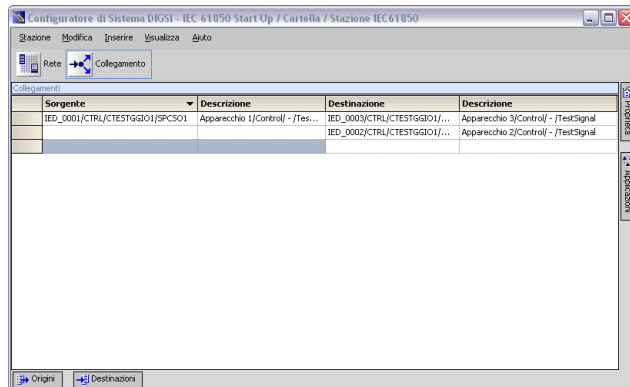 Configuratore di Sistema DIGSI - IEC 61850 Start Up / Cartella / Stazione IEC61850
Stazione Modifica Inserire Visualizza Aiuto
Rete Collegamento
Collegamenti
Sorgente Descrizione Destinazione Descrizione
IED_0001/CTRL/CTESTGGIO1/SPCSO1 Apparecchio 1/Control/ - /Tes... IED_0003/CTRL/CTESTGGIO1/... Apparecchio 3/Control/ - /TestSignal
IED_0002/CTRL/CTESTGGIO1/... Apparecchio 2/Control/ - /TestSignal
Proprietà
Applicazioni
Origini Destinazioni